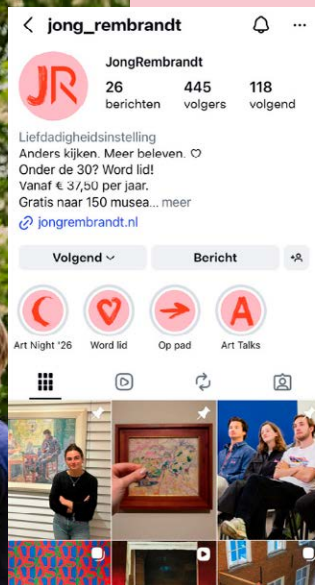 jong_rembrandt
JR
JongRembrandt
26 445 118
berichten volgers volgend
Liefdadigheidsinstelling
Anders kijken. Meer beleven. ♡
Onder de 30? Word lid!
Vanaf € 37,50 per jaar.
Gratis naar 150 musea... meer
jongrembrandt.nl
Volgend Bericht
Art Night '26 Word lid Op pad A Art Talks